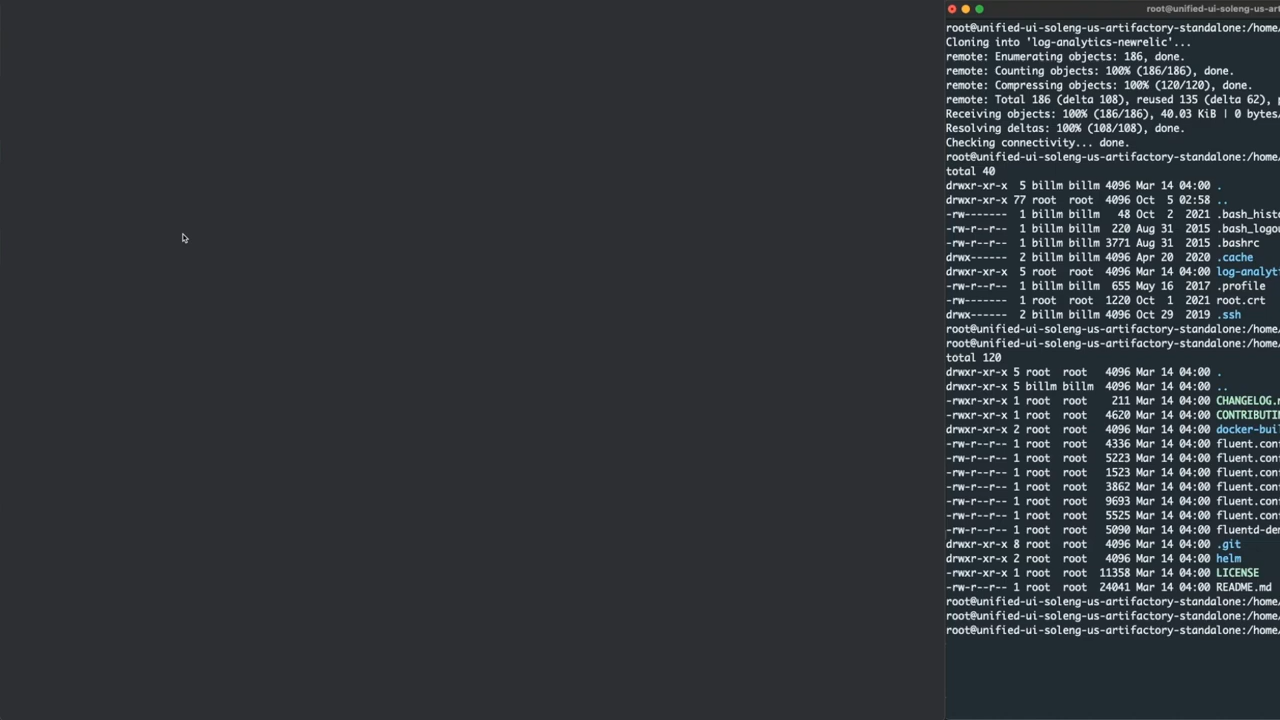 root@unified-ui-soleng-us-art
root@unified-ui-soleng-us-artifactory-standalone:/home/
Cloning into 'log-analytics-newrelic'...
remote: Enumerating objects: 186, done.
remote: Counting objects: 100% (186/186), done.
remote: Compressing objects: 100% (120/120), done.
remote: Total 186 (delta 108), reused 135 (delta 62), p
Receiving objects: 100% (186/186), 40.03 KiB | 0 bytes/
Resolving deltas: 100% (108/108), done.
Checking connectivity... done.
root@unified-ui-soleng-us-artifactory-standalone:/home/
total 40
drwxr-xr-x 5 billm billm 4096 Mar 14 04:00 .
drwxr-xr-x 77 root root 4096 Oct 5 02:58 ..
-rw------- 1 billm billm 48 Oct 2 2021 .bash_histo
-rw-r--r-- 1 billm billm 220 Aug 31 2015 .bash_logou
-rw-r--r-- 1 billm billm 3771 Aug 31 2015 .bashrc
drwx------ 2 billm billm 4096 Apr 20 2020 .cache
drwxr-xr-x 5 root root 4096 Mar 14 04:00 log-analyt
-rw-r--r-- 1 billm billm 655 May 16 2017 .profile
-rw------- 1 root root 1220 Oct 1 2021 root.crt
drwx------ 2 billm billm 4096 Oct 29 2019 .ssh
root@unified-ui-soleng-us-artifactory-standalone:/home/
root@unified-ui-soleng-us-artifactory-standalone:/home/
total 120
drwxr-xr-x 5 root root 4096 Mar 14 04:00 .
drwxr-xr-x 5 billm billm 4096 Mar 14 04:00 ..
-rwxr-xr-x 1 root root 211 Mar 14 04:00 CHANGELOG.m
-rwxr-xr-x 1 root root 4620 Mar 14 04:00 CONTRIBUTIN
drwxr-xr-x 2 root root 4096 Mar 14 04:00 docker-buil
-rw-r--r-- 1 root root 4336 Mar 14 04:00 fluent.con
-rw-r--r-- 1 root root 5223 Mar 14 04:00 fluent.con
-rw-r--r-- 1 root root 1523 Mar 14 04:00 fluent.con
-rw-r--r-- 1 root root 3862 Mar 14 04:00 fluent.con
-rw-r--r-- 1 root root 9693 Mar 14 04:00 fluent.con
-rw-r--r-- 1 root root 5525 Mar 14 04:00 fluent.con
-rw-r--r-- 1 root root 5090 Mar 14 04:00 fluentd-de
drwxr-xr-x 8 root root 4096 Mar 14 04:00 .git
drwxr-xr-x 2 root root 4096 Mar 14 04:00 helm
-rwxr-xr-x 1 root root 11358 Mar 14 04:00 LICENSE
-rw-r--r-- 1 root root 24041 Mar 14 04:00 README.md
root@unified-ui-soleng-us-artifactory-standalone:/home/
root@unified-ui-soleng-us-artifactory-standalone:/home/
root@unified-ui-soleng-us-artifactory-standalone:/home/